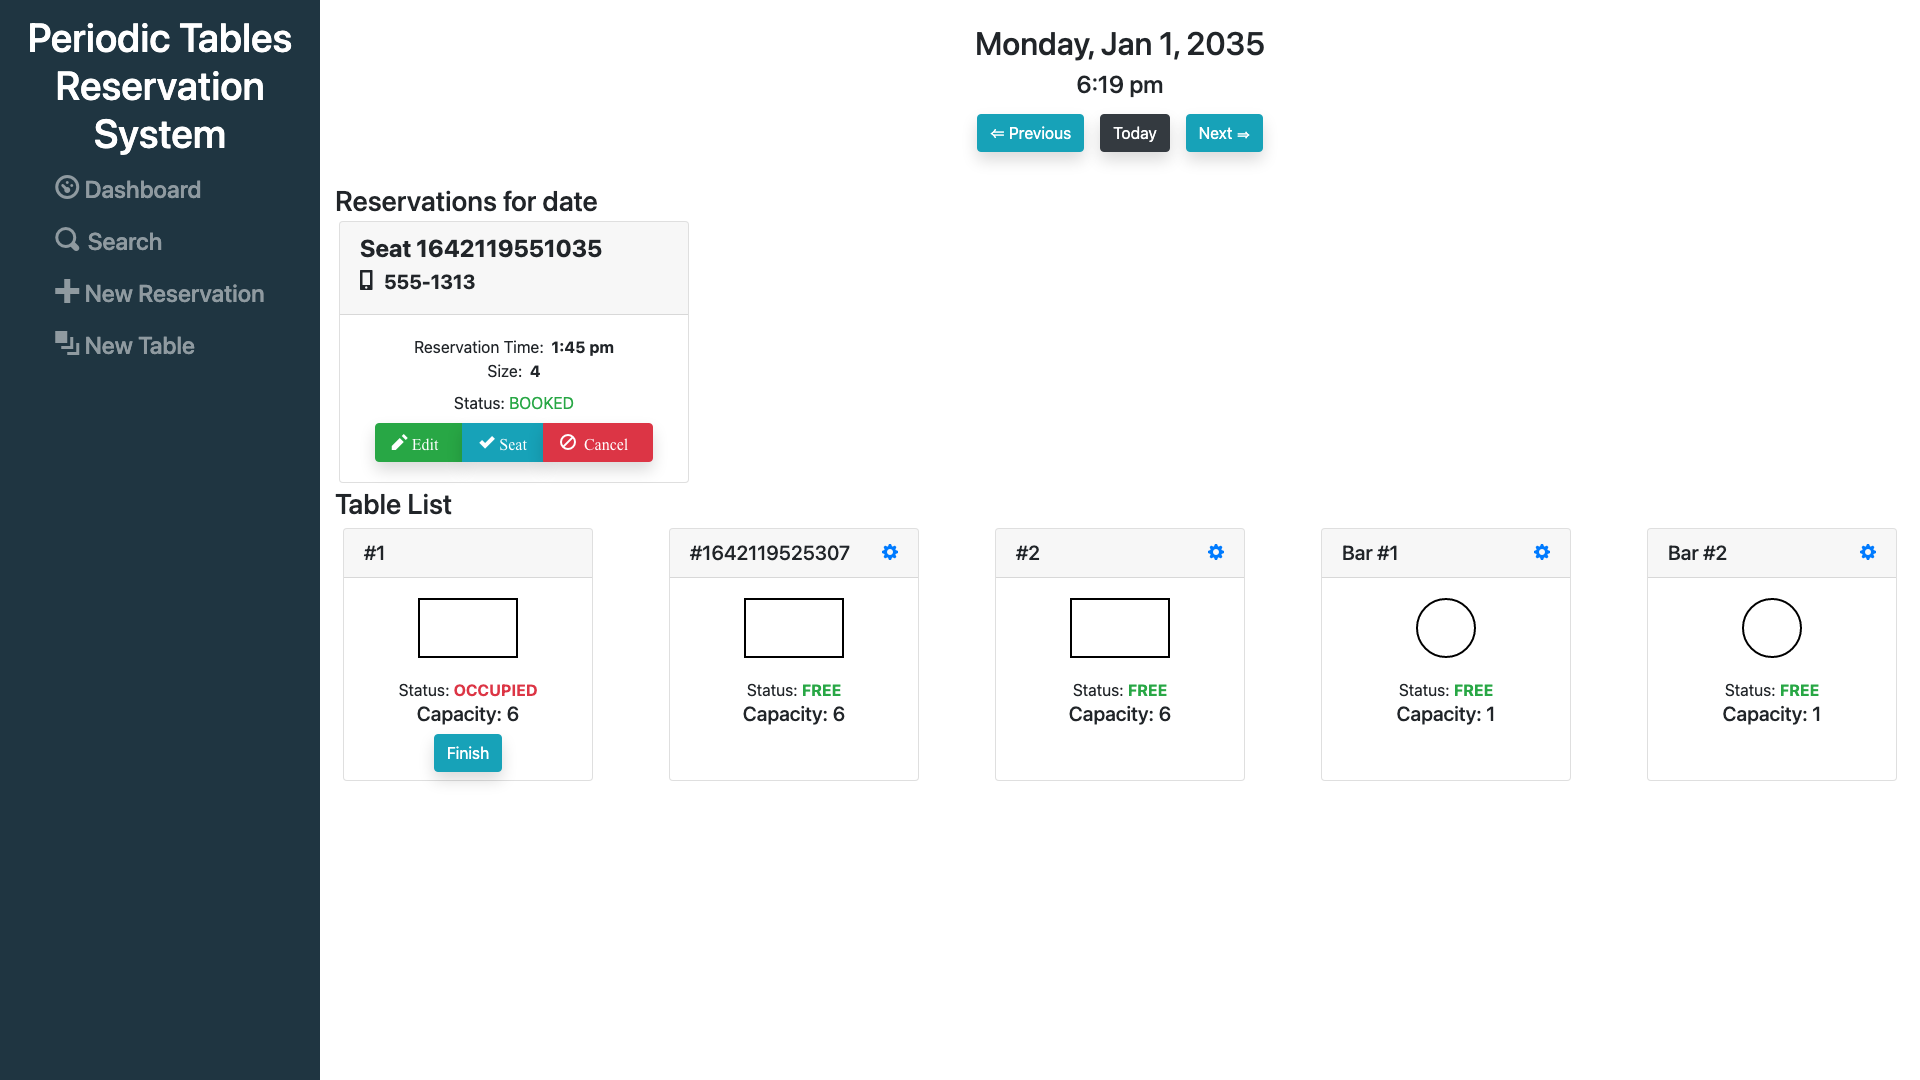 Periodic Tables
Reservation
System
Dashboard
Search
New Reservation
New Table
Monday, Jan 1, 2035
6:19 pm
⇐ Previous
Today
Next ⇒
Reservations for date
Seat 1642119551035
555-1313
Reservation Time: 1:45 pm
Size: 4
Status: BOOKED
Edit
Seat
Cancel
Table List
#1
Status: OCCUPIED
Capacity: 6
Finish
#1642119525307
Status: FREE
Capacity: 6
#2
Status: FREE
Capacity: 6
Bar #1
Status: FREE
Capacity: 1
Bar #2
Status: FREE
Capacity: 1